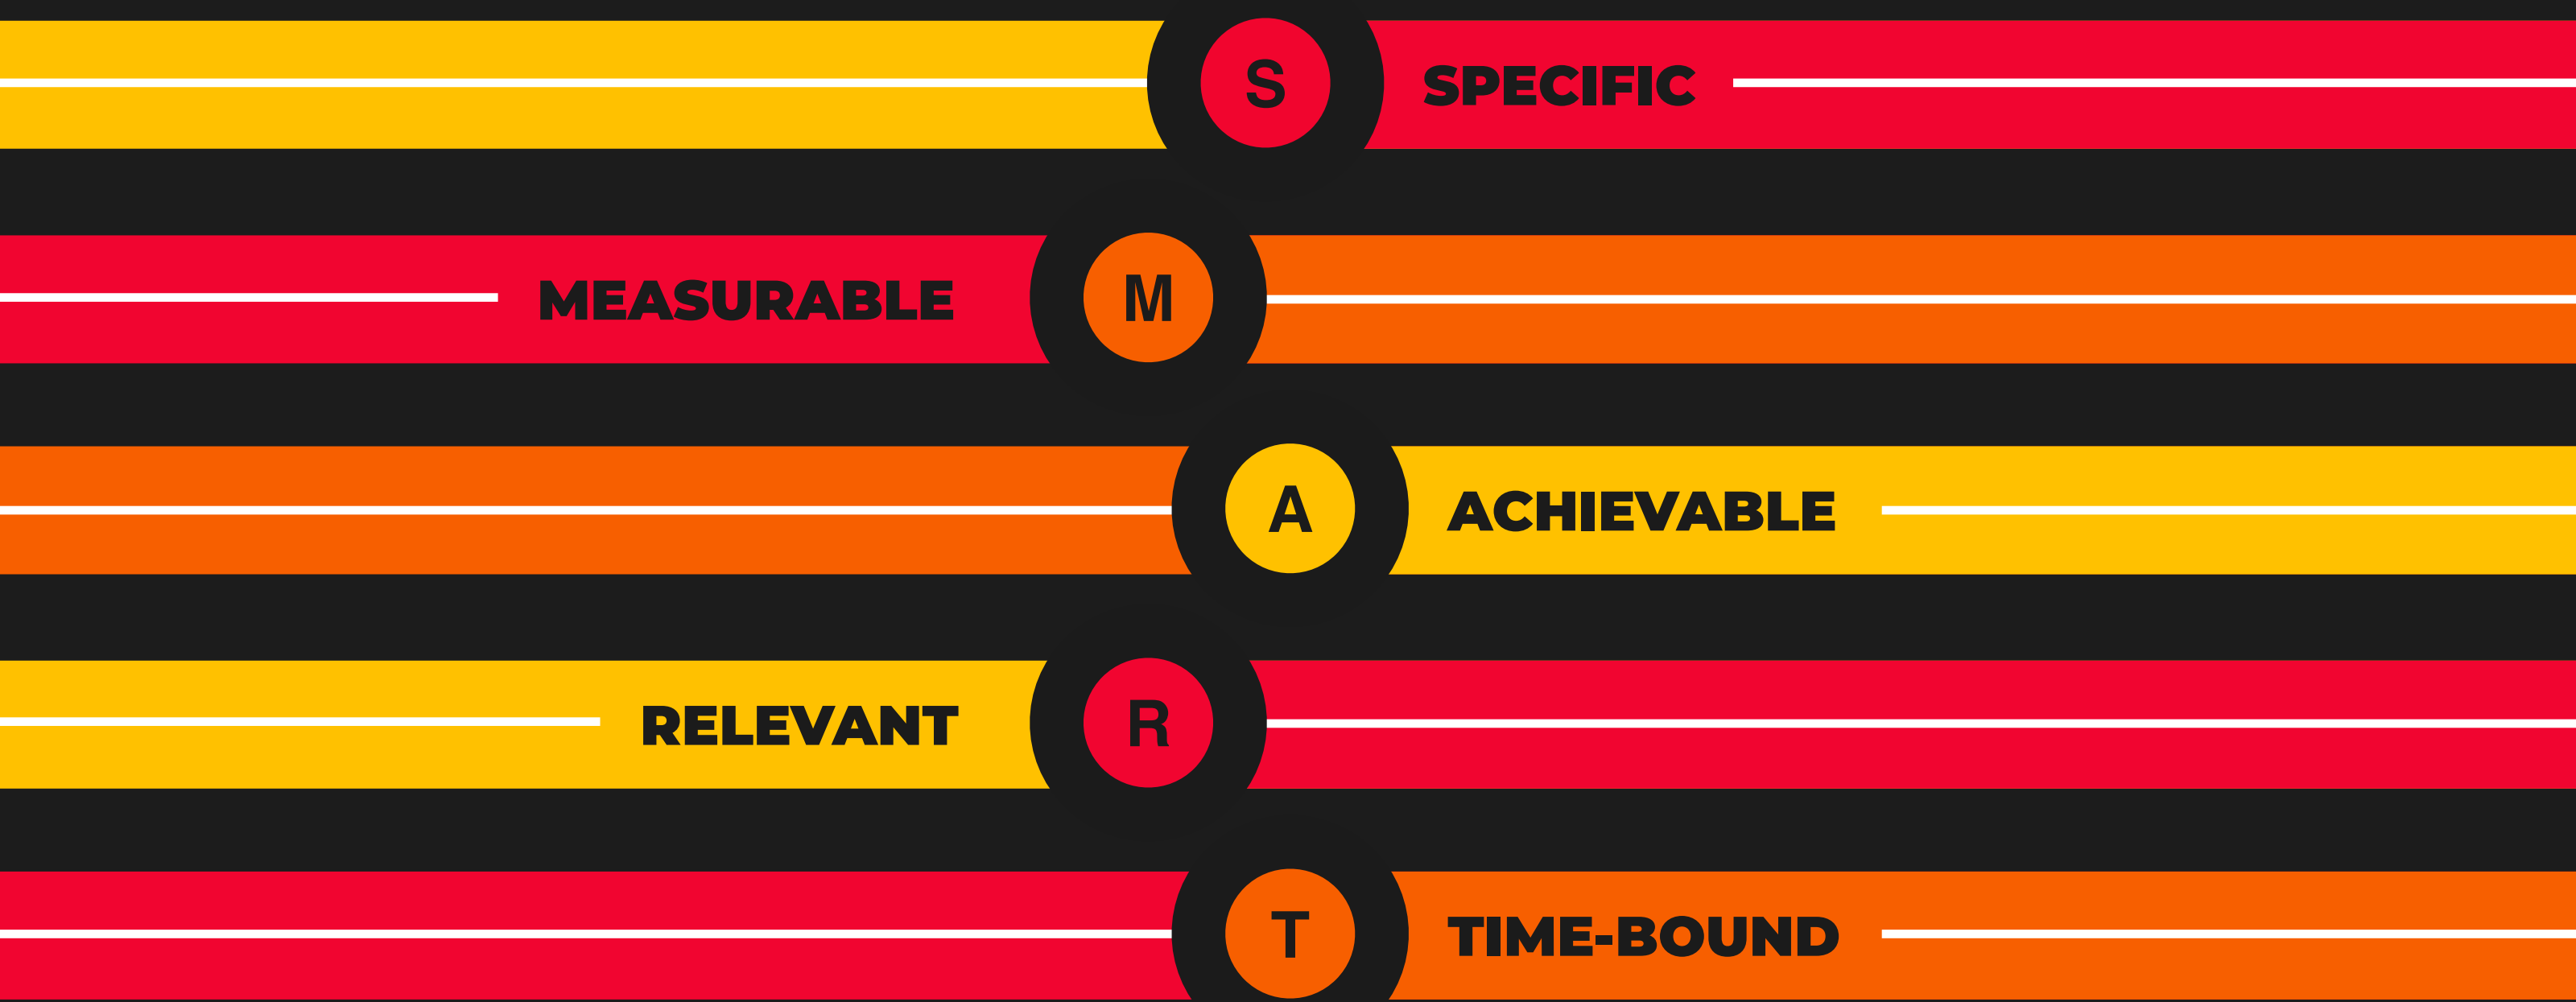 S SPECIFIC
MEASURABLE M
A ACHIEVABLE
RELEVANT R
T TIME-BOUND